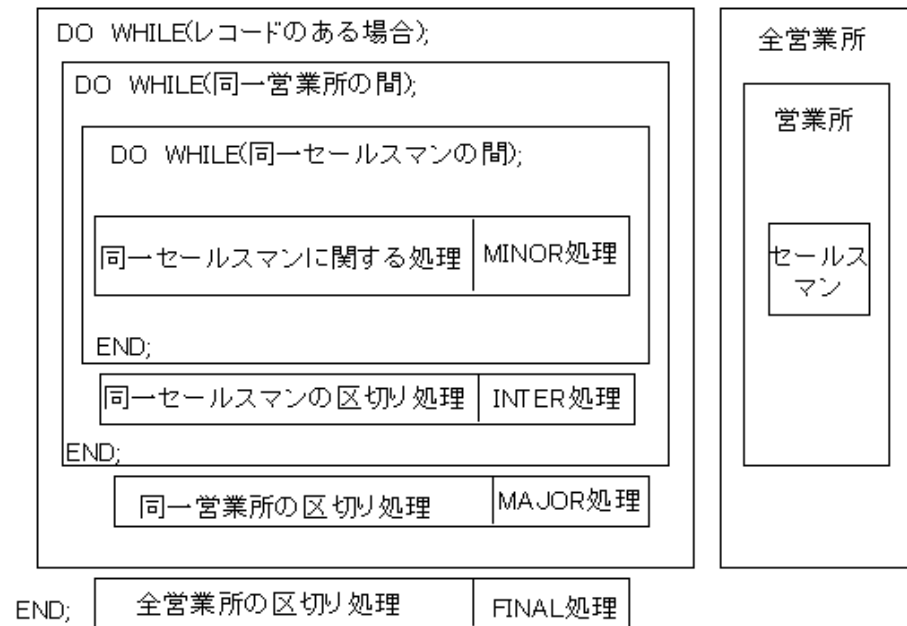 DO WHILE(レコードのある場合);
DO WHILE(同一営業所の間);
DO WHILE(同一セールスマンの間);
同一セールスマンに関する処理 MINOR処理
END;
同一セールスマンの区切り処理 INTER処理
END;
同一営業所の区切り処理 MAJOR処理
END; 全営業所の区切り処理 FINAL処理
全営業所
営業所
セールス
マン